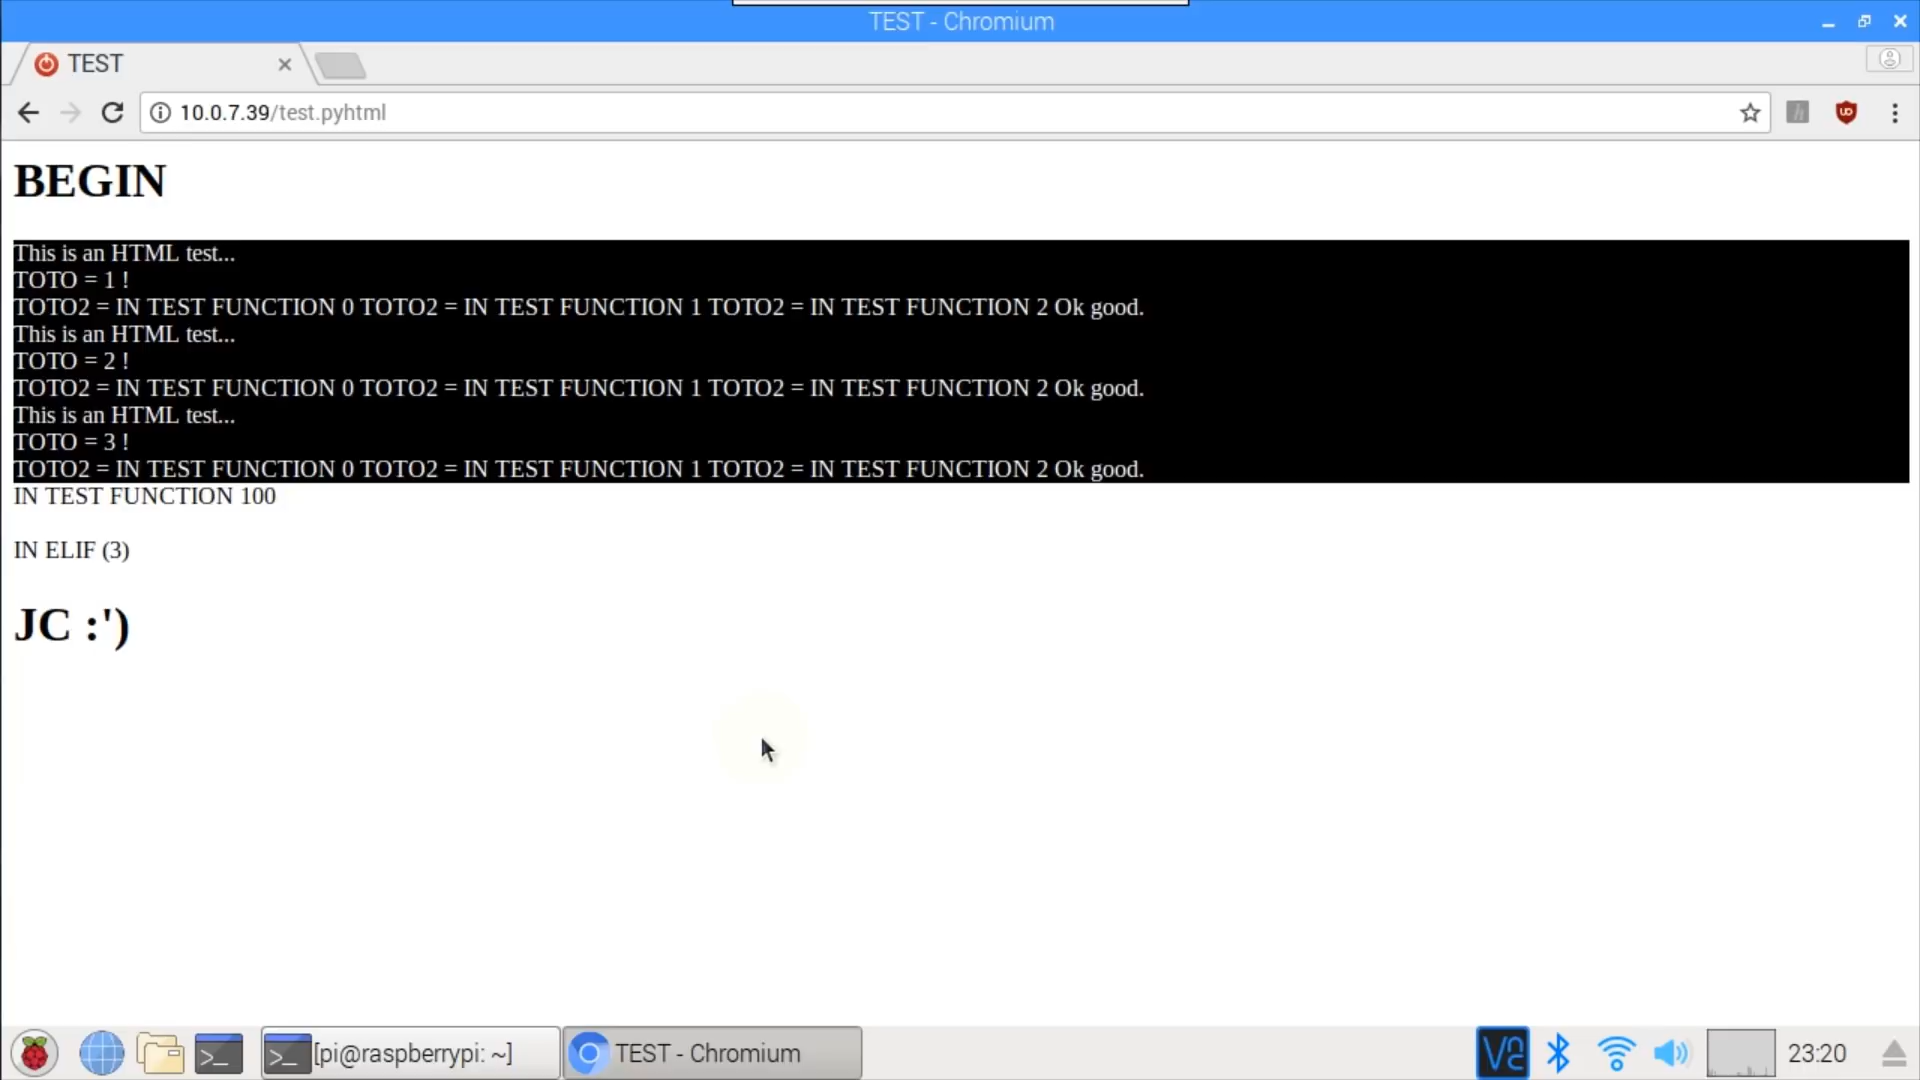 TEST - Chromium
TEST
10.0.7.39/test.pyhtml
BEGIN
This is an HTML test...
TOTO = 1 !
TOTO2 = IN TEST FUNCTION 0 TOTO2 = IN TEST FUNCTION 1 TOTO2 = IN TEST FUNCTION 2 Ok good.
This is an HTML test...
TOTO = 2 !
TOTO2 = IN TEST FUNCTION 0 TOTO2 = IN TEST FUNCTION 1 TOTO2 = IN TEST FUNCTION 2 Ok good.
This is an HTML test...
TOTO = 3 !
TOTO2 = IN TEST FUNCTION 0 TOTO2 = IN TEST FUNCTION 1 TOTO2 = IN TEST FUNCTION 2 Ok good.
IN TEST FUNCTION 100
IN ELIF (3)
JC :')
[pi@raspberrypi: ~] TEST - Chromium 23:20